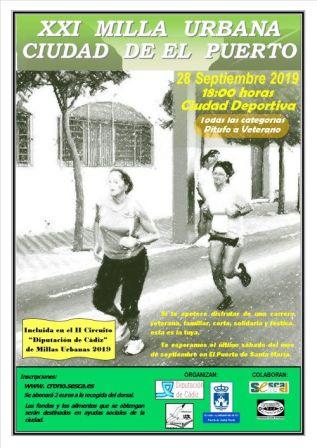 XXI MILLA URBANA
CIUDAD DE EL PUERTO
28 Septiembre 2019
18:00 horas
Ciudad Deportiva
Todas las categorias
Pitufo a Veterano
Si te apetece disfrutar de una carrera
veterana, familiar, corta, solidaria y festiva,
esta es la tuya.
Te esperamos el último sábado del mes
de septiembre en El Puerto de Santa María.
Incluida en el II Circuito
"Diputación de Cádiz"
de Millas Urbanas 2019
Inscripciones:
www. crono.sesca.es
Se abonará 2 euros a la recogida del dorsal.
Los fondos y los alimentos que se obtengan
serán destinados en ayudas sociales de la
ciudad.
ORGANIZAN:
Diputación
de Cádiz
COLABORAN: